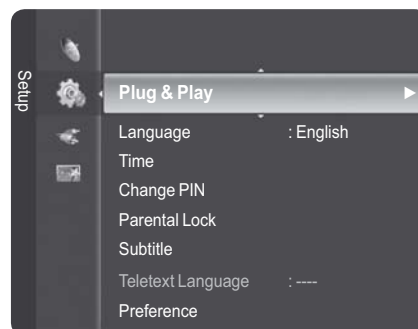 Setup
Plug & Play
Language : English
Time
Change PIN
Parental Lock
Subtitle
Teletext Language : ----
Preference